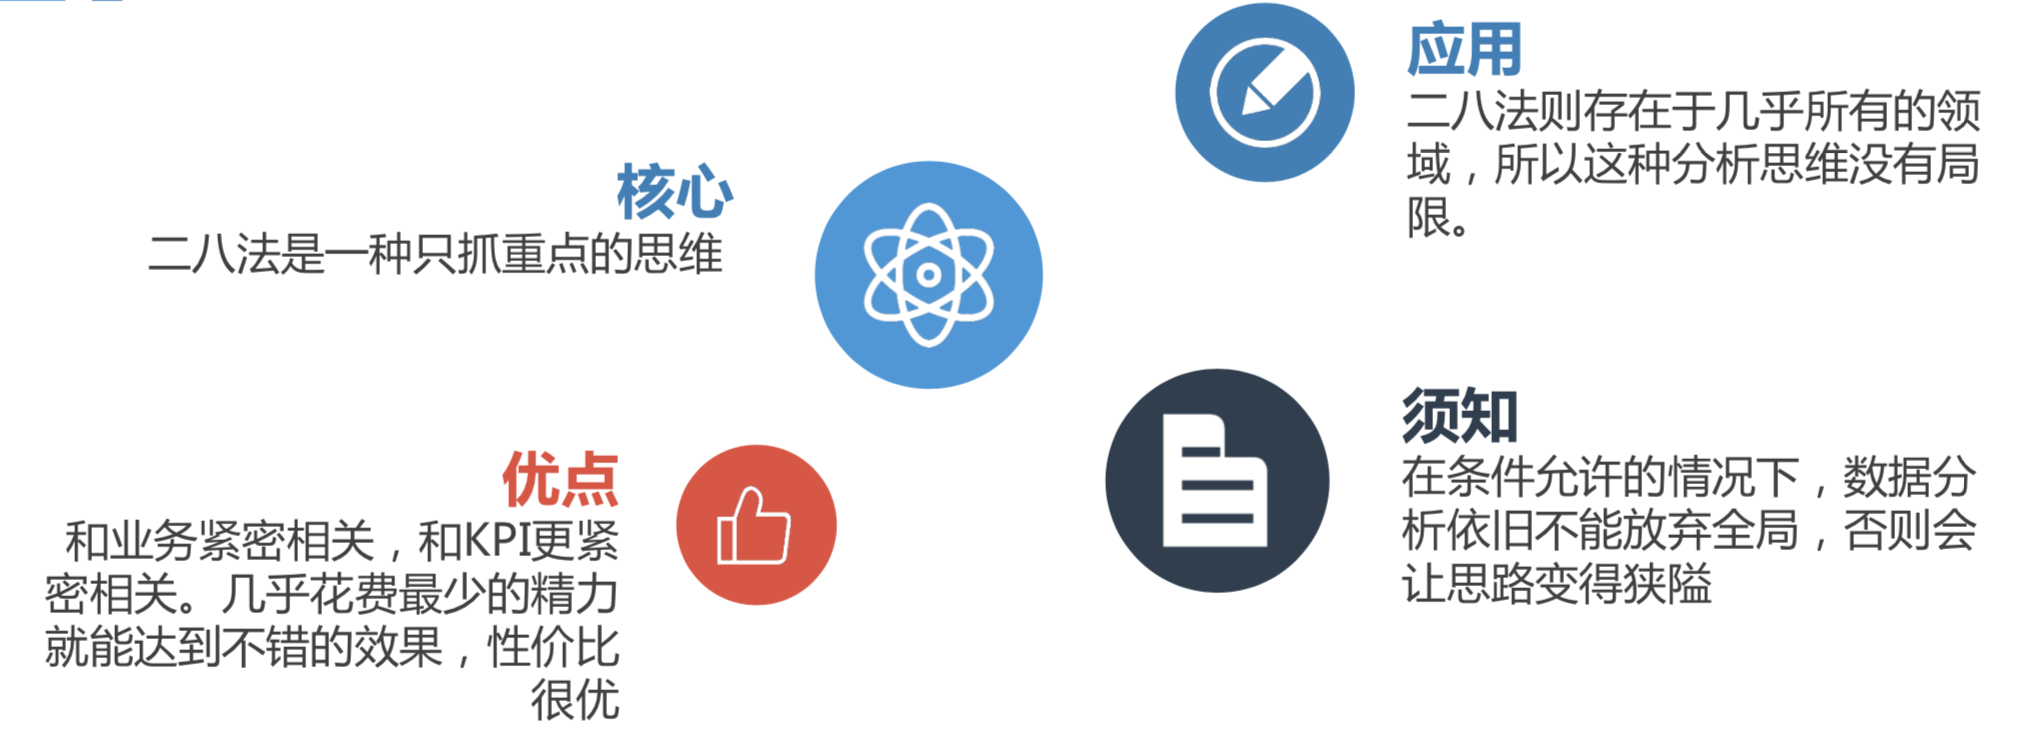 核心
二八法是一种只抓重点的思维
应用
二八法则存在于几乎所有的领
域，所以这种分析思维没有局
限。
优点
和业务紧密相关，和KPI更紧
密相关。几乎花费最少的精力
就能达到不错的效果，性价比
很优
须知
在条件允许的情况下，数据分
析依旧不能放弃全局，否则会
让思路变得狭隘